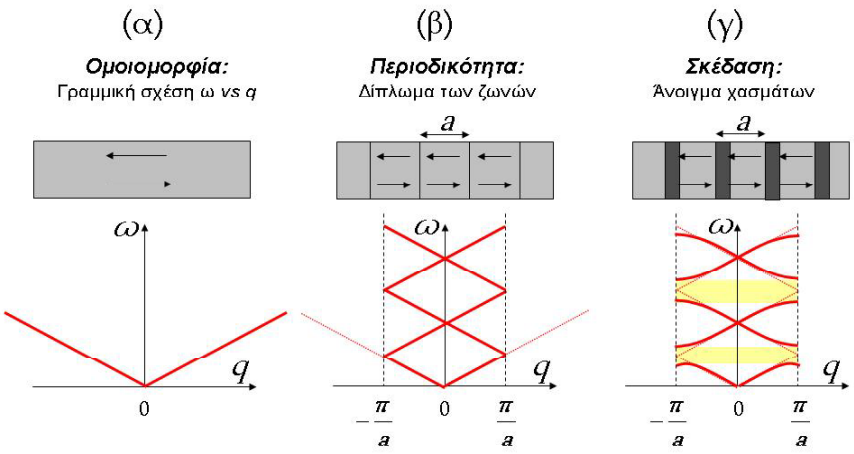 (α)
Ομοιομορφία:
Γραμμική σχέση ω vs q
ω
q
0
(β)
Περιοδικότητα:
Δίπλωμα των ζωνών
a
ω
q
-π/a
0
π/a
(γ)
Σκέδαση:
Άνοιγμα χασμάτων
a
ω
q
-π/a
0
π/a